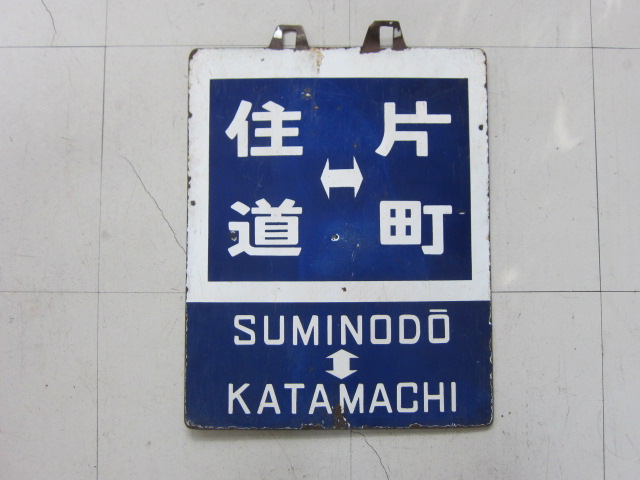 片町
↔
住道
SUMINODŌ
↕
KATAMACHI